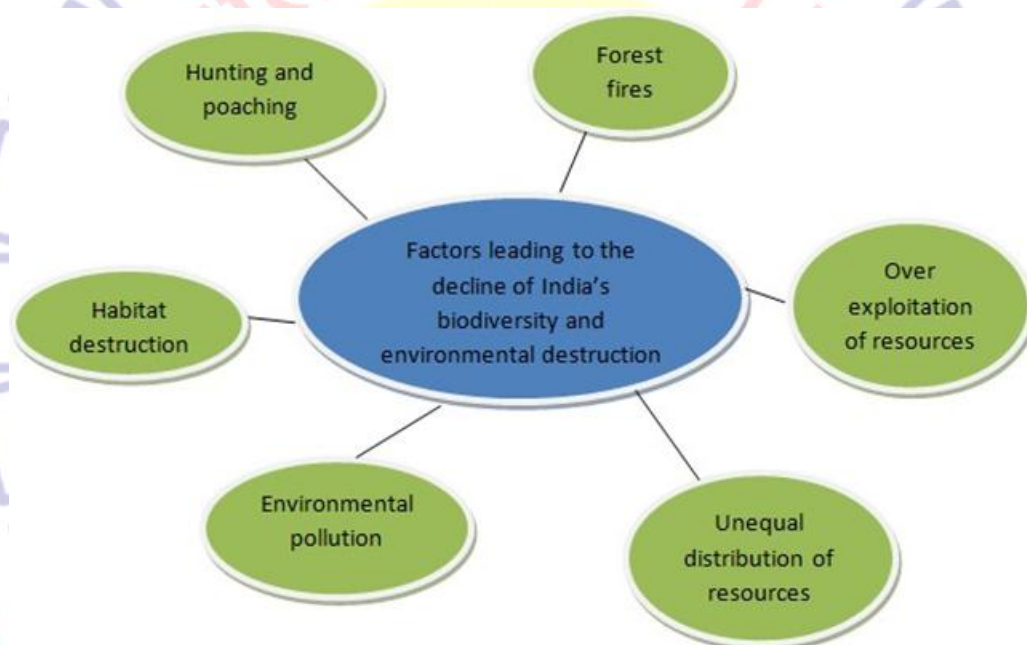 Hunting and
poaching
Forest
fires
Factors leading to the
decline of India's
biodiversity and
environmental destruction
Over
exploitation
of resources
Habitat
destruction
Environmental
pollution
Unequal
distribution of
resources